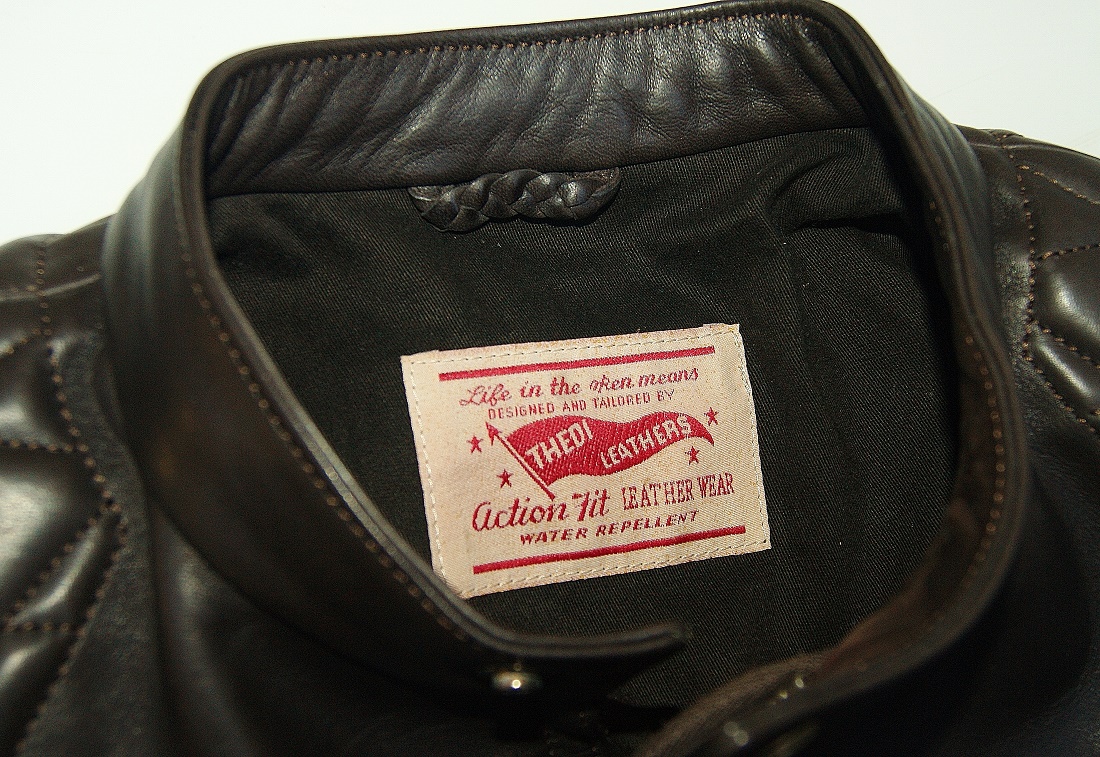 Life in the open means
DESIGNED AND TAILORED BY
THEDI LEATHERS
Action Fit LEATHER WEAR
WATER REPELLENT